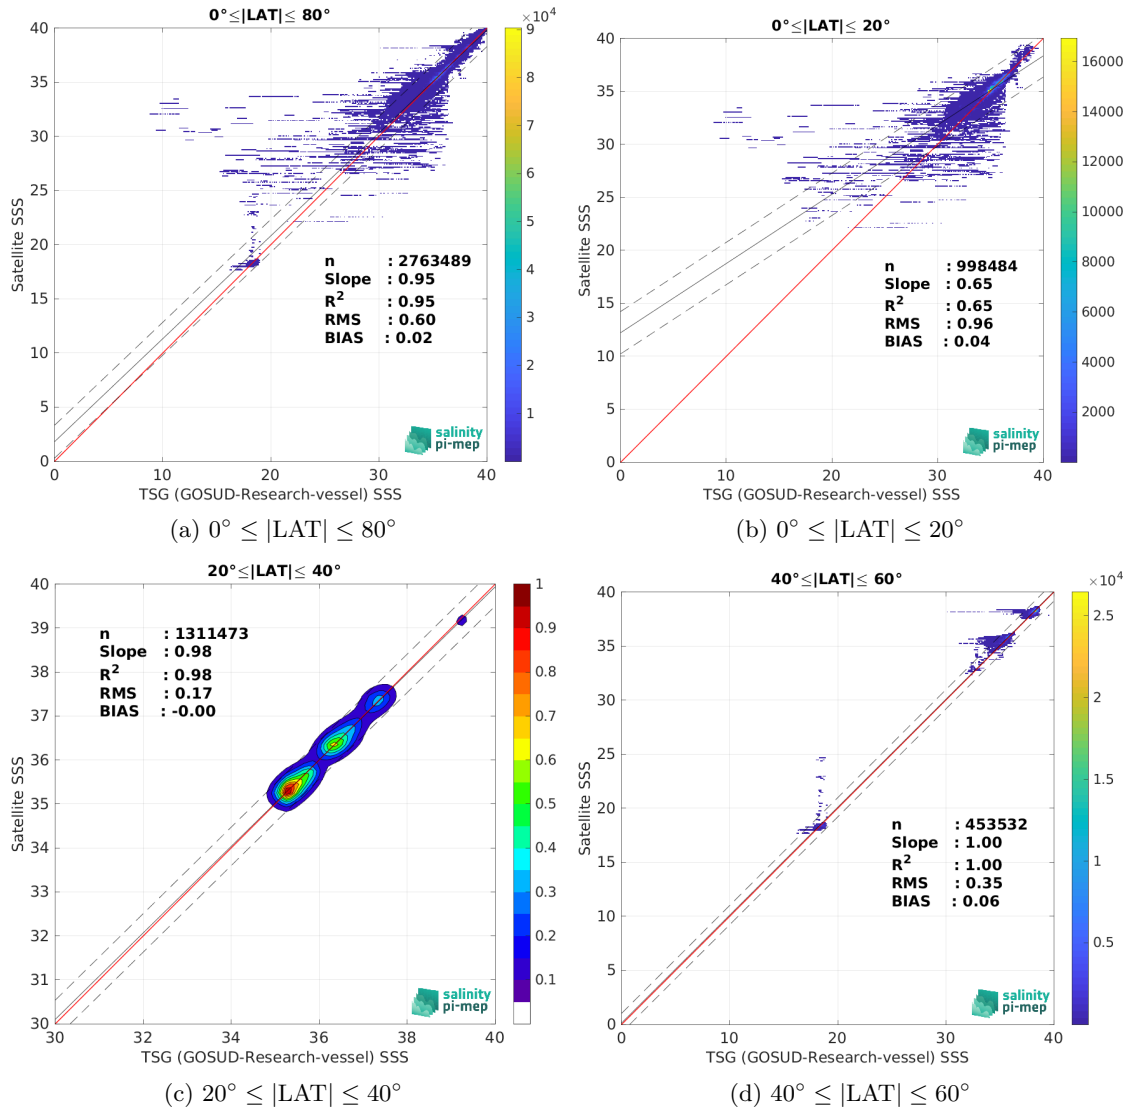 0°≤|LAT|≤ 80°
×10⁴
40
35
30
25
20
15
10
5
0
Satellite SSS
n : 2763489
Slope : 0.95
R² : 0.95
RMS : 0.60
BIAS : 0.02
salinity
pi-mep
0 10 20 30 40
TSG (GOSUD-Research-vessel) SSS
9
8
7
6
5
4
3
2
1
(a) 0° ≤ |LAT| ≤ 80°
0°≤|LAT|≤ 20°
40
35
30
25
20
15
10
5
0
Satellite SSS
n : 998484
Slope : 0.65
R² : 0.65
RMS : 0.96
BIAS : 0.04
salinity
pi-mep
0 10 20 30 40
TSG (GOSUD-Research-vessel) SSS
16000
14000
12000
10000
8000
6000
4000
2000
(b) 0° ≤ |LAT| ≤ 20°
20°≤|LAT|≤ 40°
40
39
38
37
36
35
34
33
32
31
30
Satellite SSS
n : 1311473
Slope : 0.98
R² : 0.98
RMS : 0.17
BIAS : -0.00
salinity
pi-mep
30 32 34 36 38 40
TSG (GOSUD-Research-vessel) SSS
1
0.9
0.8
0.7
0.6
0.5
0.4
0.3
0.2
0.1
(c) 20° ≤ |LAT| ≤ 40°
40°≤|LAT|≤ 60°
×10⁴
40
35
30
25
20
15
10
5
0
Satellite SSS
n : 453532
Slope : 1.00
R² : 1.00
RMS : 0.35
BIAS : 0.06
salinity
pi-mep
0 10 20 30 40
TSG (GOSUD-Research-vessel) SSS
2.5
2
1.5
1
0.5
(d) 40° ≤ |LAT| ≤ 60°